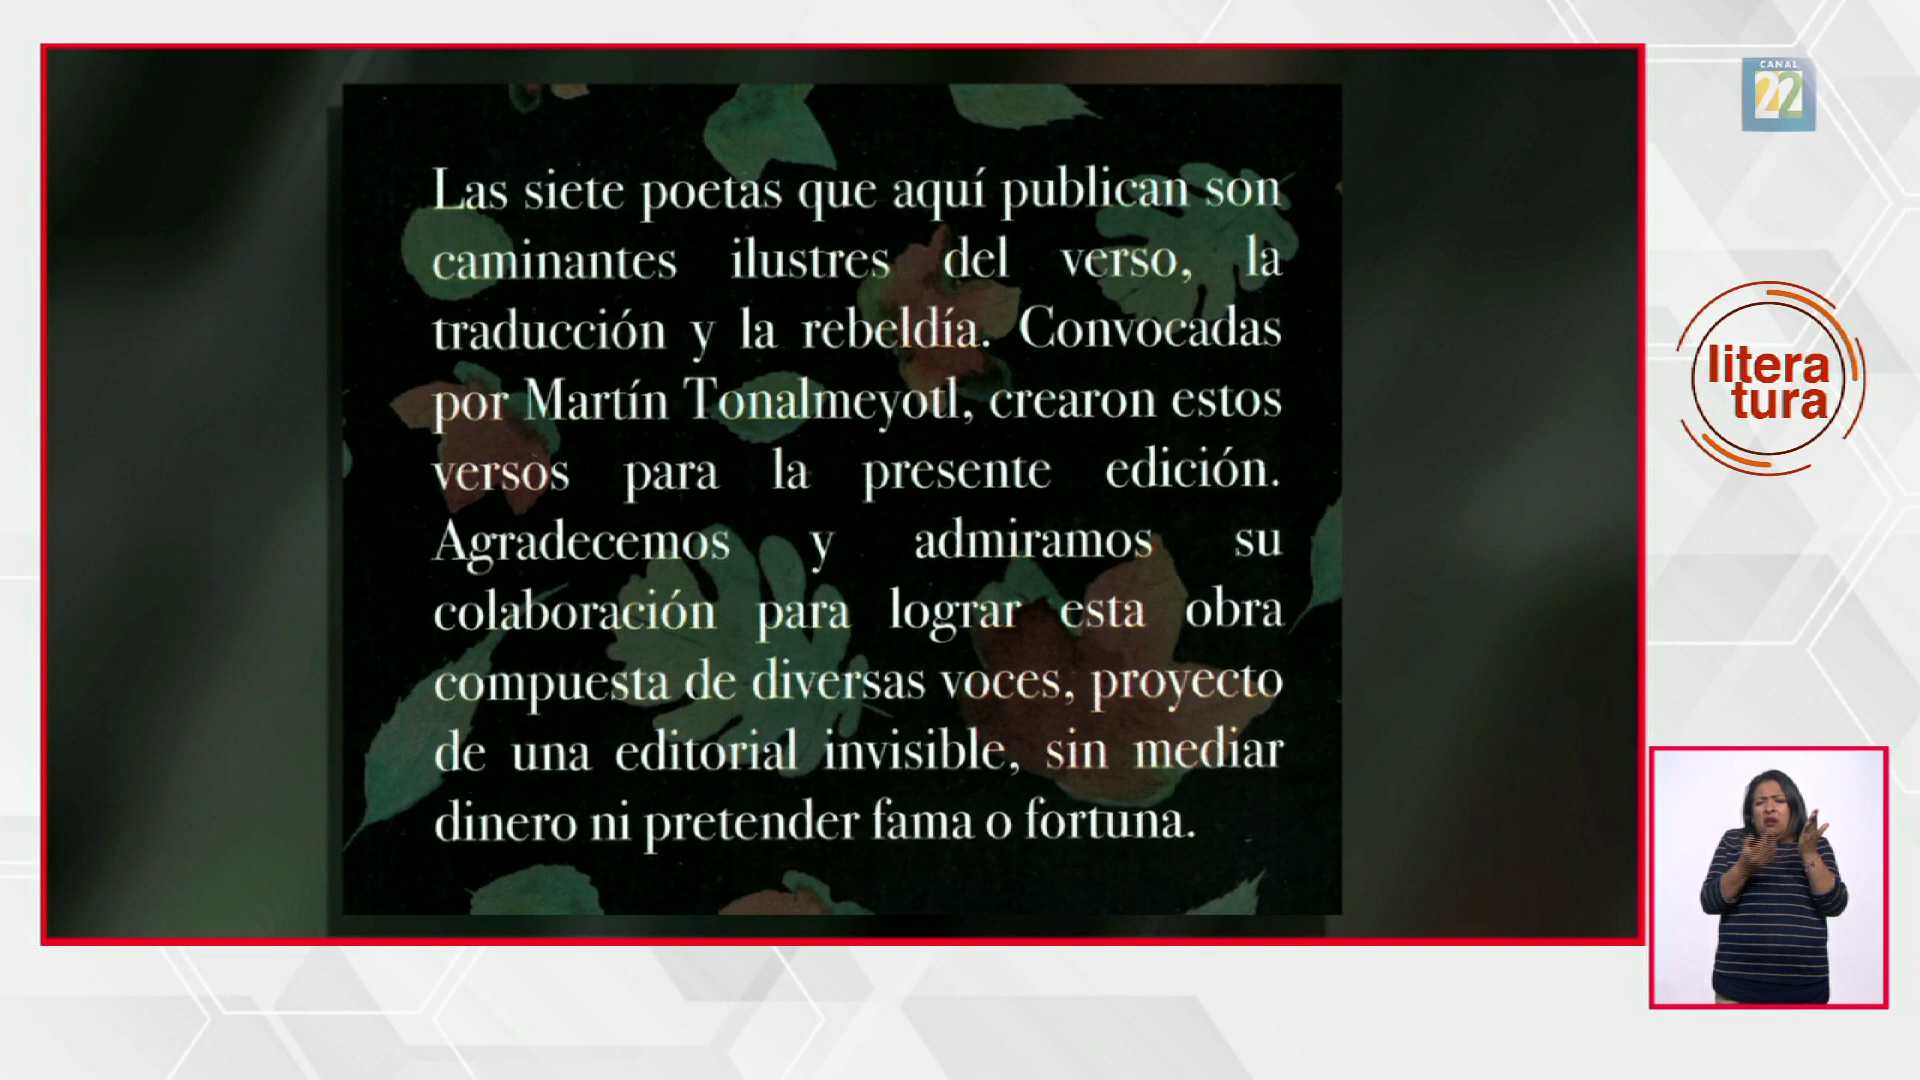 Las siete poetas que aquí publican son
caminantes ilustres del verso, la
traducción y la rebeldía. Convocadas
por Martín Tonalmeyotl, crearon estos
versos para la presente edición.
Agradecemos y admiramos su
colaboración para lograr esta obra
compuesta de diversas voces, proyecto
de una editorial invisible, sin mediar
dinero ni pretender fama o fortuna.
CANAL
22
litera
tura